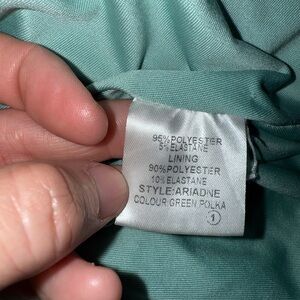 95%POLYESTER
5%ELASTANE
LINING
90%POLYESTER
10%ELASTANE
STYLE:ARIADNE
COLOUR:GREEN POLKA
1